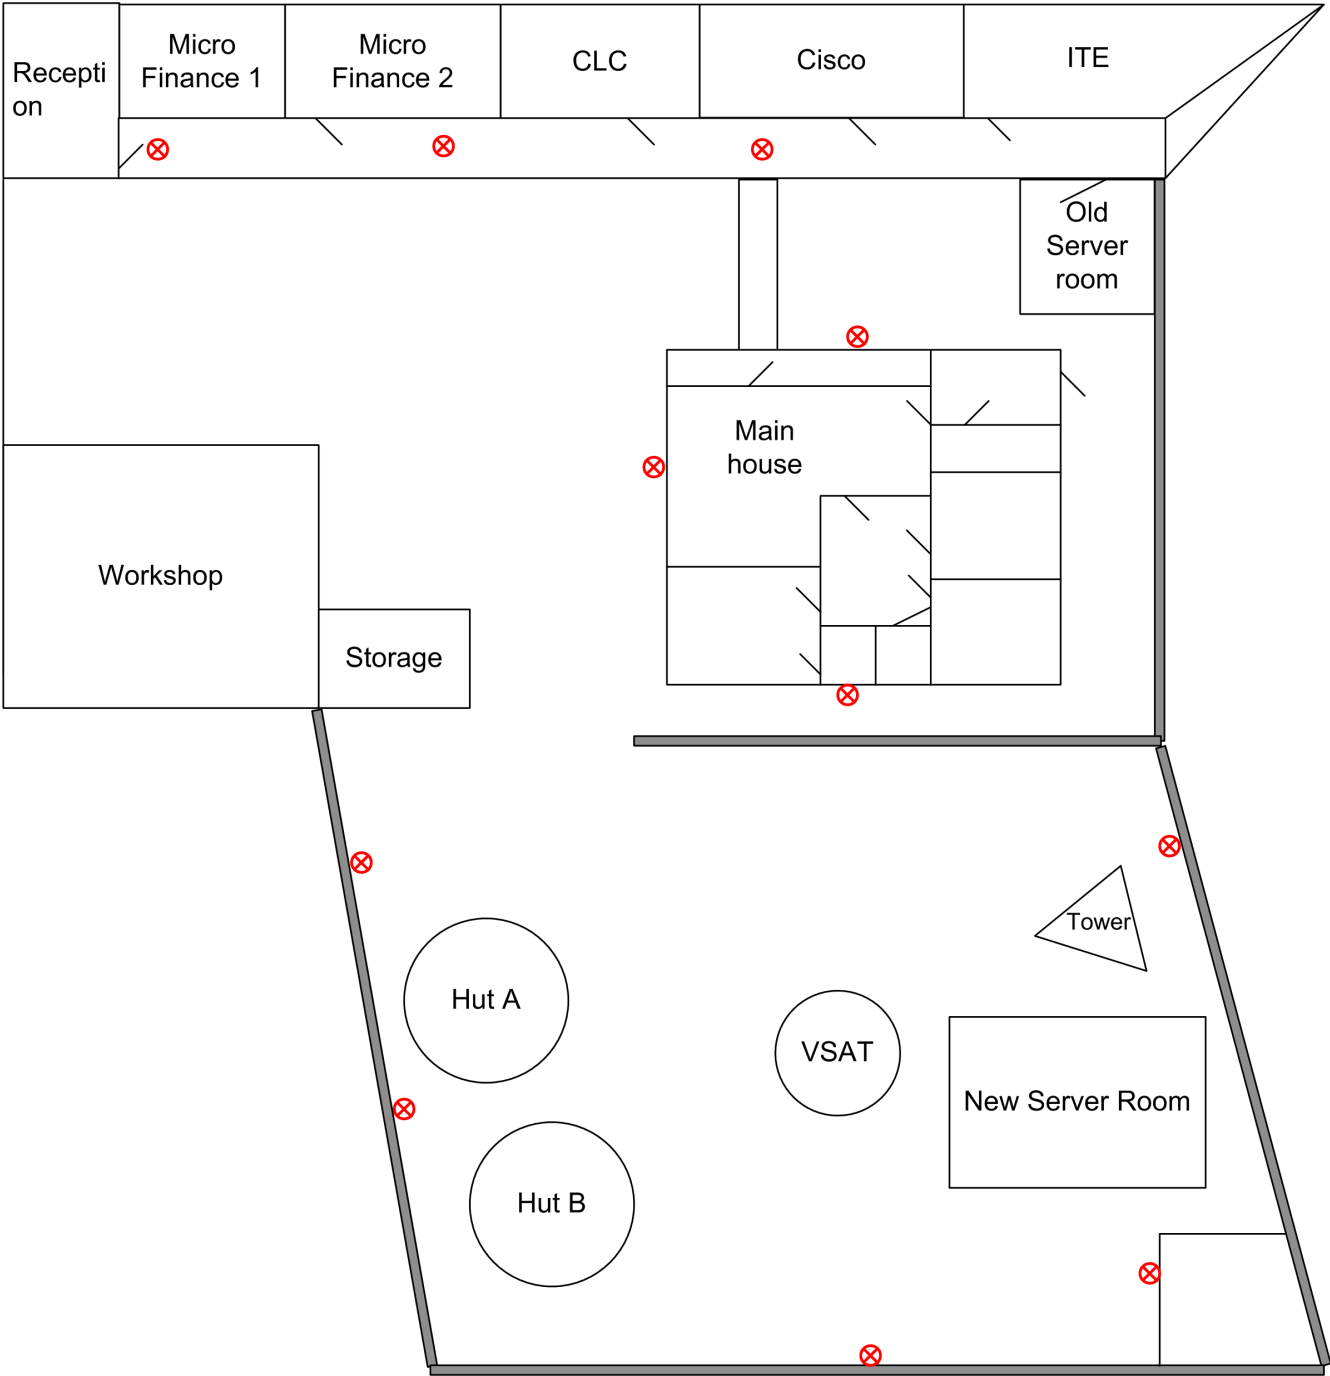 Recepti
on
Micro
Finance 1
Micro
Finance 2
CLC
Cisco
ITE
Old
Server
room
Main
house
Workshop
Storage
Tower
Hut A
VSAT
New Server Room
Hut B